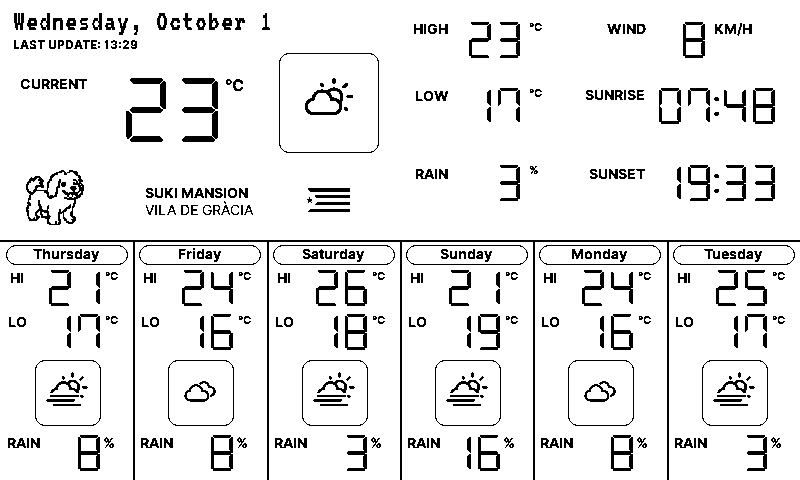 Wednesday, October 1
LAST UPDATE: 13:29
CURRENT 23 °C
SUKI MANSION
VILA DE GRÀCIA
HIGH 23 °C
LOW 17 °C
RAIN 3 %
WIND 8 KM/H
SUNRISE 07:48
SUNSET 19:33
Thursday
HI 21 °C
LO 17 °C
RAIN 8 %
Friday
HI 24 °C
LO 16 °C
RAIN 8 %
Saturday
HI 26 °C
LO 18 °C
RAIN 3 %
Sunday
HI 21 °C
LO 19 °C
RAIN 16 %
Monday
HI 24 °C
LO 16 °C
RAIN 8 %
Tuesday
HI 25 °C
LO 17 °C
RAIN 3 %